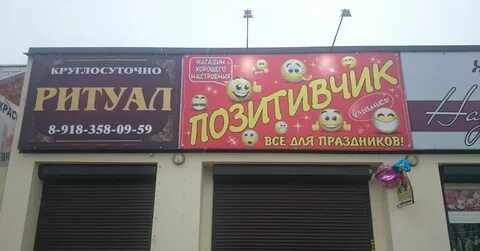 КРУГЛОСУТОЧНО
РИТУАЛ
8-918-358-09-59
МАГАЗИН
ХОРОШЕГО
НАСТРОЕНИЯ
ПОЗИТИВЧИК
УЛЫБНИСЬ
ВСЕ ДЛЯ ПРАЗДНИКОВ!